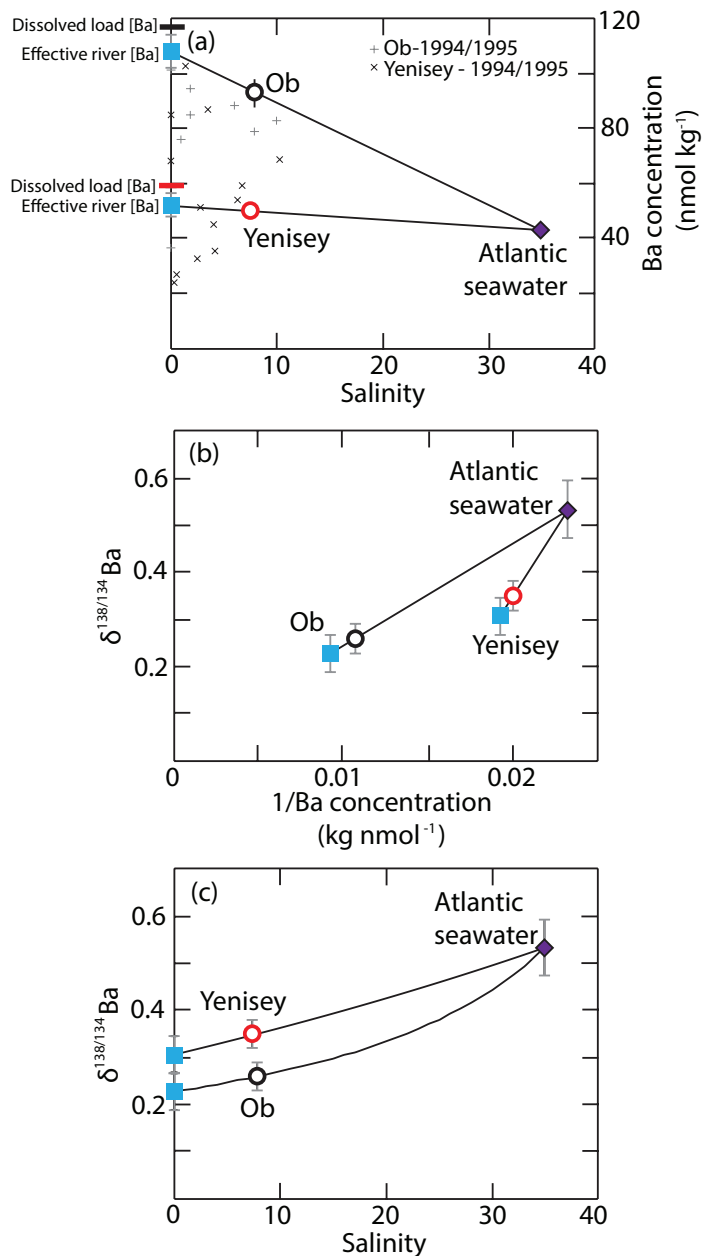 Dissolved load [Ba]
Effective river [Ba]
Dissolved load [Ba]
Effective river [Ba]
(a)
+ Ob-1994/1995
× Yenisey - 1994/1995
Ob
Yenisey
Atlantic
seawater
120
80
40
Ba concentration
(nmol kg-1)
0 10 20 30 40
Salinity
(b)
Atlantic
seawater
Ob
Yenisey
0.6
0.4
0.2
δ138/134Ba
0 0.01 0.02
1/Ba concentration
(kg nmol -1)
(c)
Atlantic
seawater
Yenisey
Ob
0.6
0.4
0.2
δ138/134Ba
0 10 20 30 40
Salinity